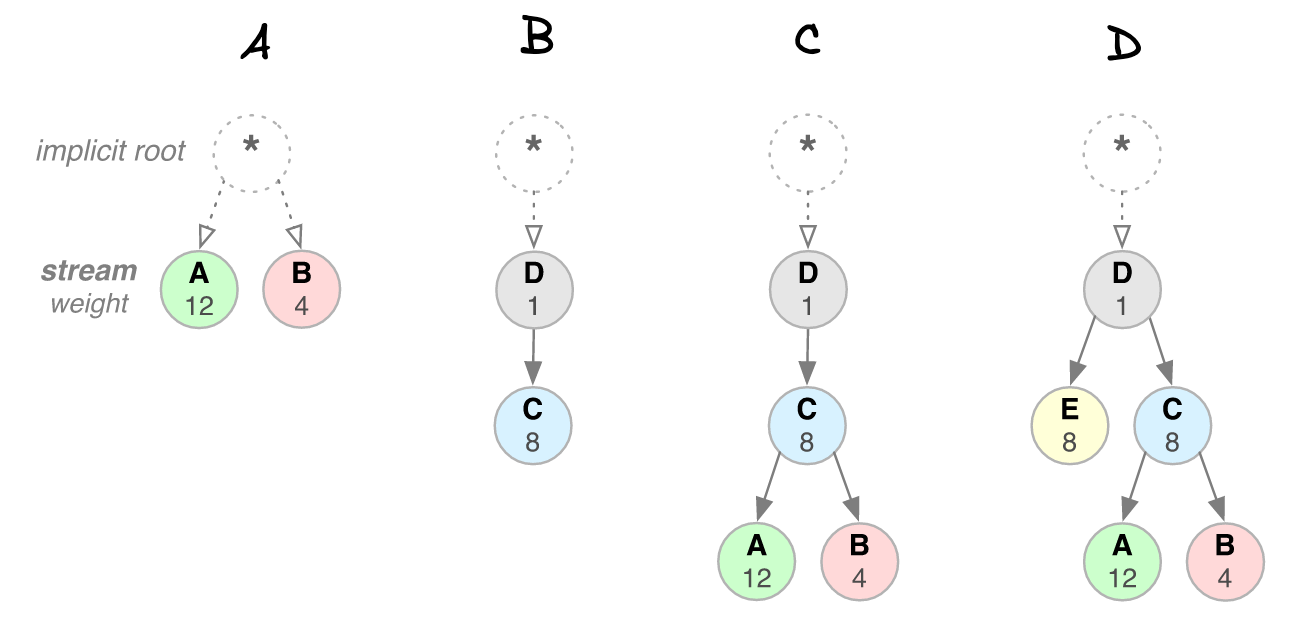 A B C D
implicit root * * * *
stream A B D D D
weight 12 4 1 1 1
C C E C
8 8 8 8
A B A B
12 4 12 4